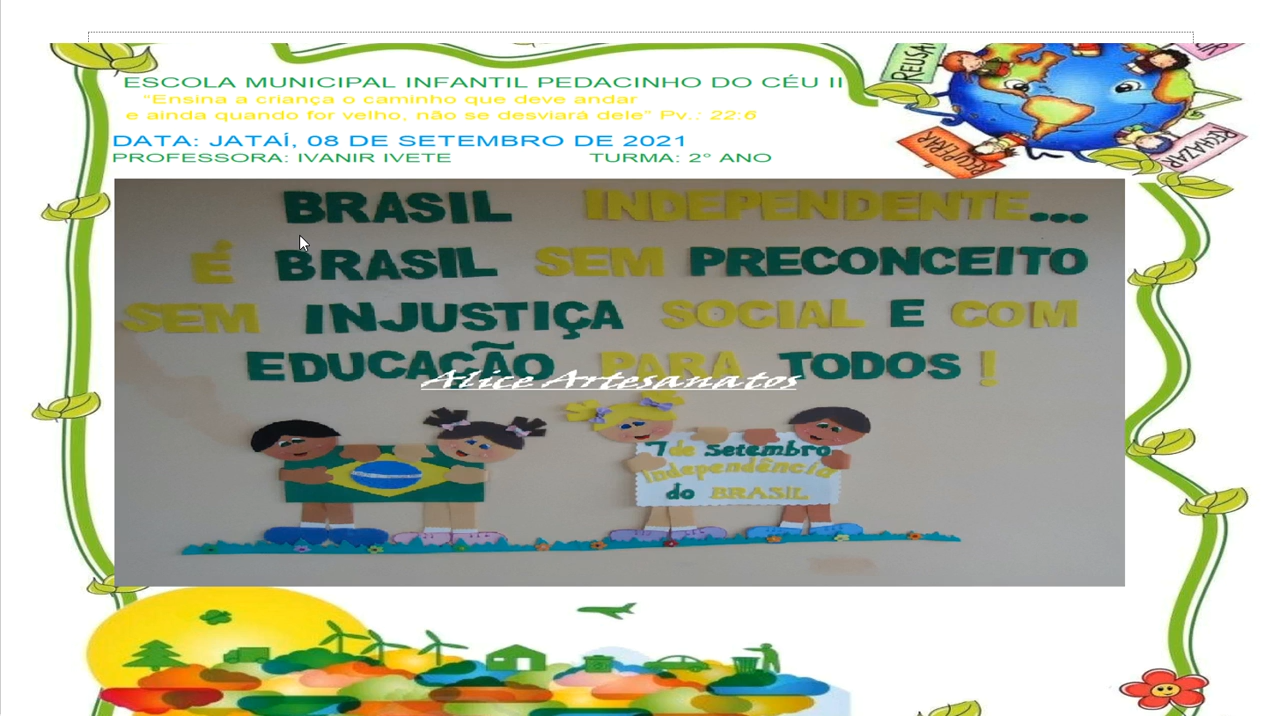 ESCOLA MUNICIPAL INFANTIL PEDACINHO DO CÉU II
"Ensina a criança o caminho que deve andar
e ainda quando for velho, não se desviará dele" Pv.: 22:6
DATA: JATAÍ, 08 DE SETEMBRO DE 2021
PROFESSORA: IVANIR IVETE TURMA: 2° ANO
REUSAR
RECUPERAR
RECHAZAR
BRASIL INDEPENDENTE...
É BRASIL SEM PRECONCEITO
SEM INJUSTIÇA SOCIAL E COM
EDUCAÇÃO PARA TODOS !
Alice Artesanatos
7 de setembro
independência
do BRASIL